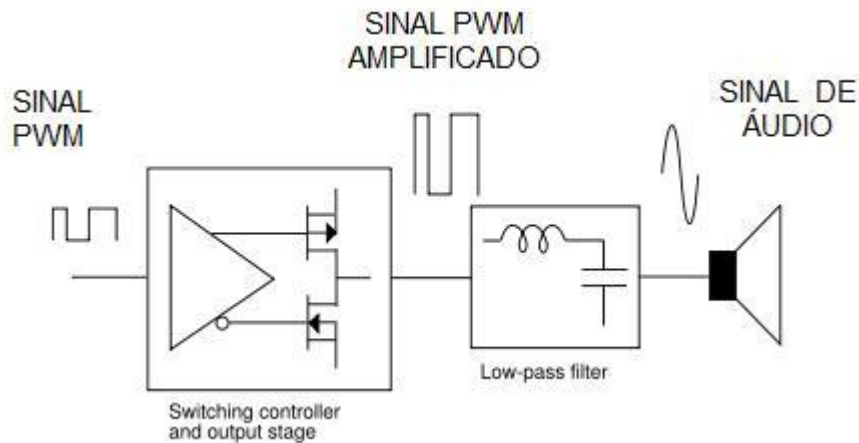 SINAL
PWM
SINAL PWM
AMPLIFICADO
SINAL DE
ÁUDIO
Switching controller
and output stage
Low-pass filter